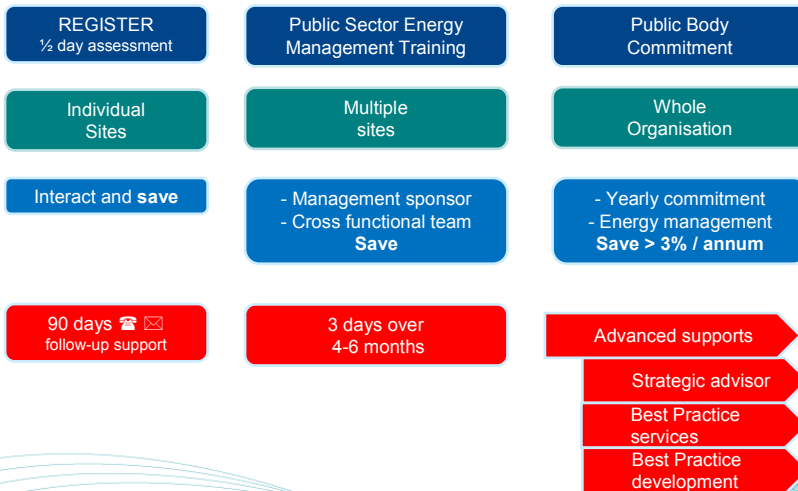 REGISTER
½ day assessment
Public Sector Energy
Management Training
Public Body
Commitment
Individual
Sites
Multiple
sites
Whole
Organisation
Interact and save
- Management sponsor
- Cross functional team
Save
- Yearly commitment
- Energy management
Save > 3% / annum
90 days ☎ ✉
follow-up support
3 days over
4-6 months
Advanced supports
Strategic advisor
Best Practice
services
Best Practice
development